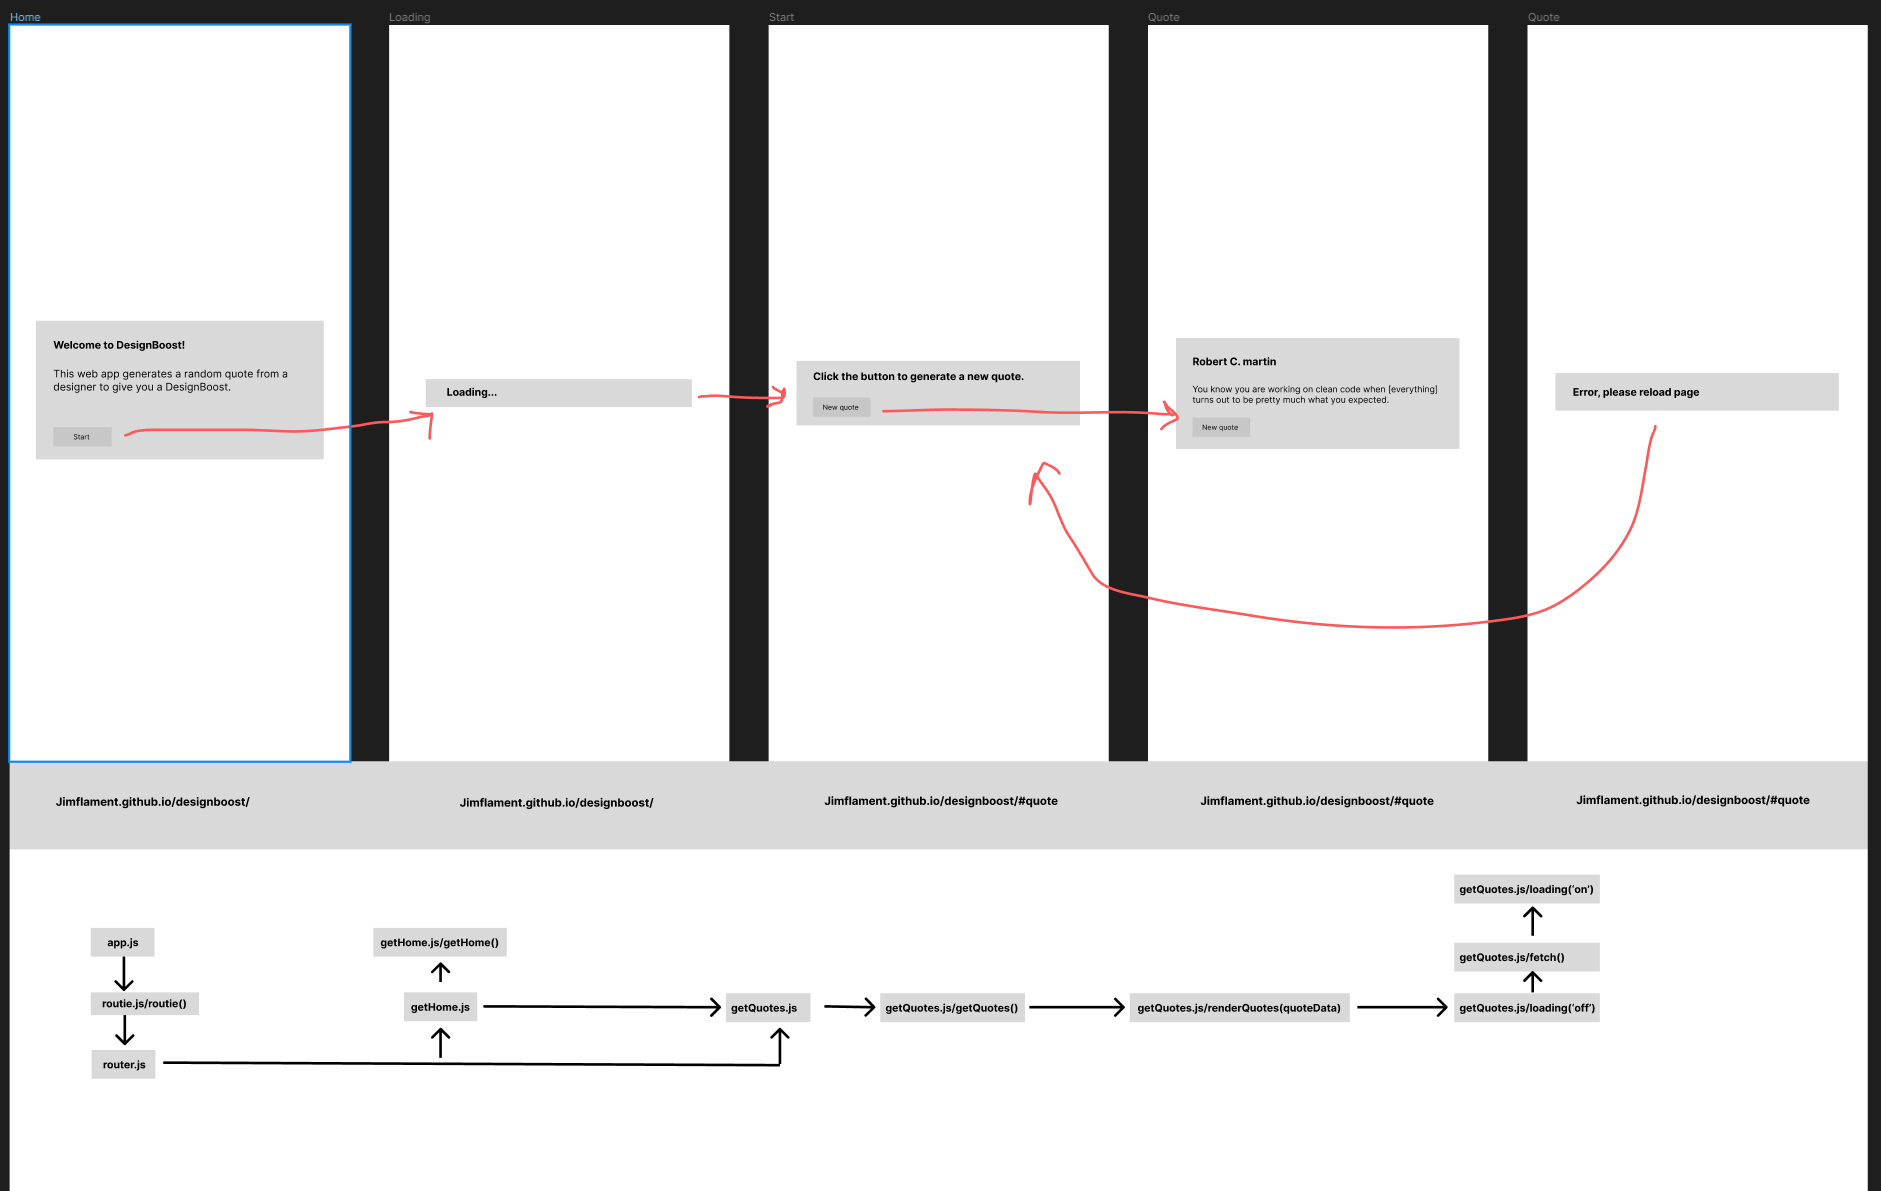 Home
Loading
Start
Quote
Quote
Welcome to DesignBoost!
This web app generates a random quote from a
designer to give you a DesignBoost.
Start
Loading...
Click the button to generate a new quote.
New quote
Robert C. martin
You know you are working on clean code when [everything]
turns out to be pretty much what you expected.
New quote
Error, please reload page
Jimflament.github.io/designboost/
Jimflament.github.io/designboost/
Jimflament.github.io/designboost/#quote
Jimflament.github.io/designboost/#quote
Jimflament.github.io/designboost/#quote
app.js
routie.js/routie()
router.js
getHome.js/getHome()
getHome.js
getQuotes.js
getQuotes.js/getQuotes()
getQuotes.js/renderQuotes(quoteData)
getQuotes.js/loading(‘on’)
getQuotes.js/fetch()
getQuotes.js/loading(‘off’)